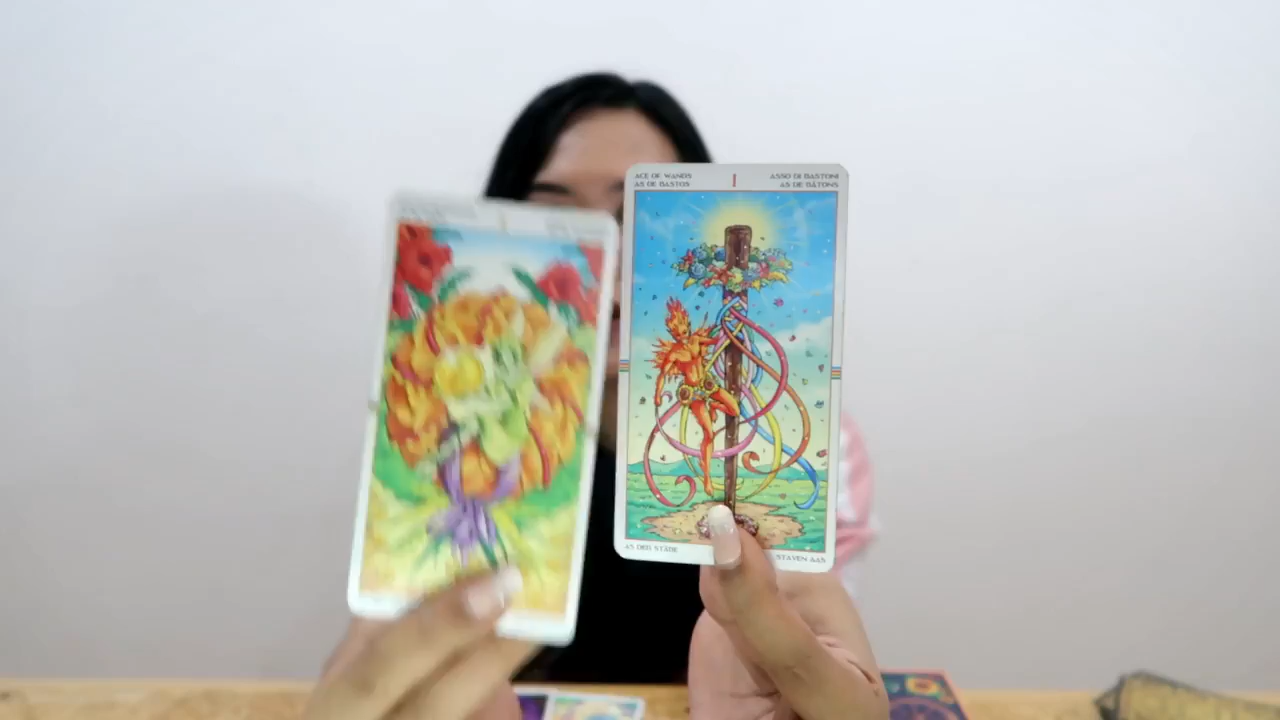 ACE OF WANDS
AS DE BASTOS
I
ASSO DI BASTONI
AS DE BÂTONS
AS DER STÄBE
STAVEN AAS